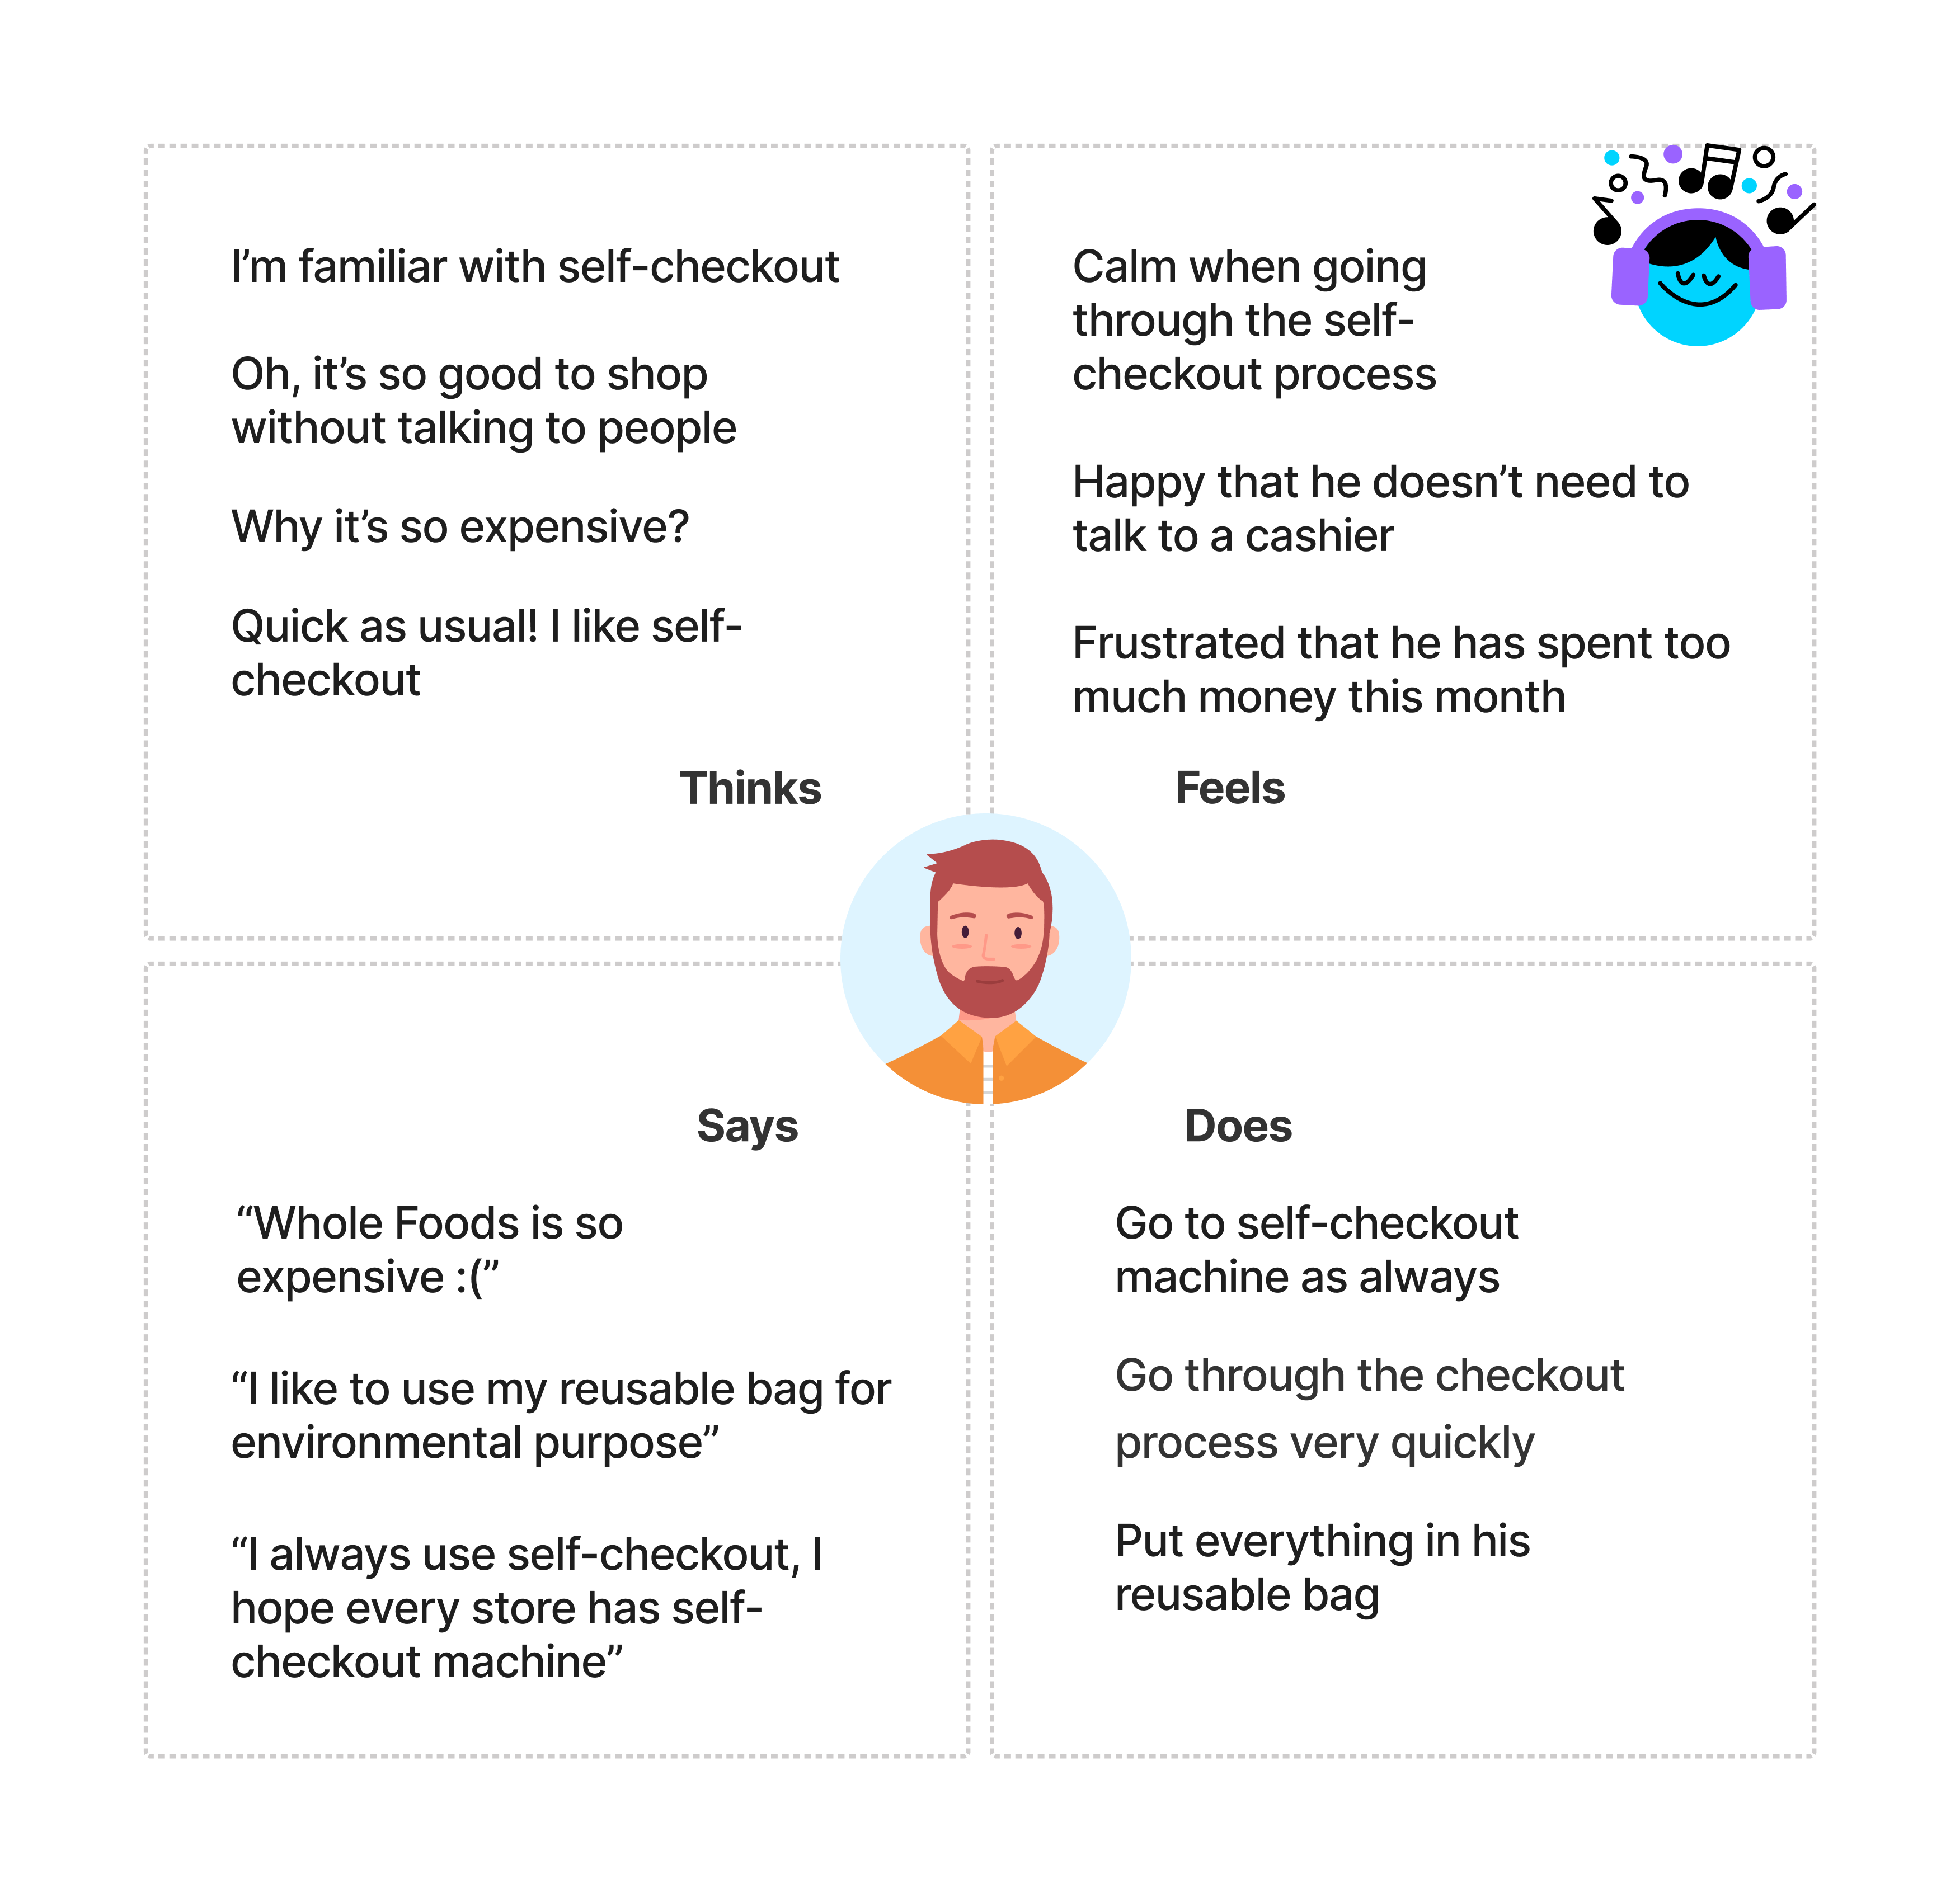 I’m familiar with self-checkout
Oh, it’s so good to shop
without talking to people
Why it’s so expensive?
Quick as usual! I like self-
checkout
Thinks
Calm when going
through the self-
checkout process
Happy that he doesn’t need to
talk to a cashier
Frustrated that he has spent too
much money this month
Feels
Says
“Whole Foods is so
expensive :(”
“I like to use my reusable bag for
environmental purpose”
“I always use self-checkout, I
hope every store has self-
checkout machine”
Does
Go to self-checkout
machine as always
Go through the checkout
process very quickly
Put everything in his
reusable bag